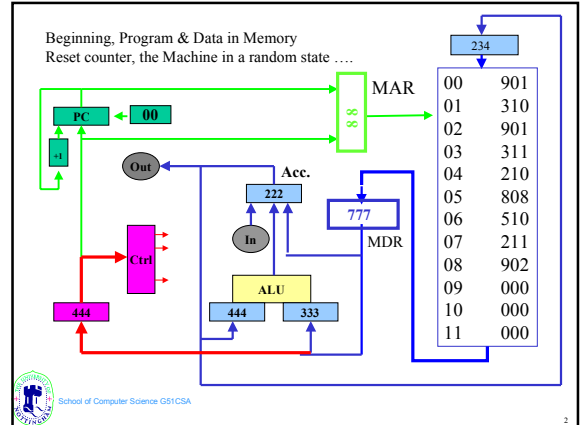 Beginning, Program & Data in Memory
Reset counter, the Machine in a random state ….
234
MAR
88
PC
00
+1
Out
Acc.
222
777
MDR
In
Ctrl
ALU
444
444
333
00 901
01 310
02 901
03 311
04 210
05 808
06 510
07 211
08 902
09 000
10 000
11 000
NOTTINGHAM
School of Computer Science G51CSA
2